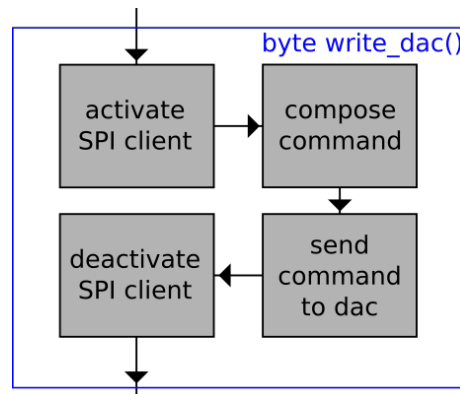 byte write_dac()
activate
SPI client
compose
command
send
command
to dac
deactivate
SPI client